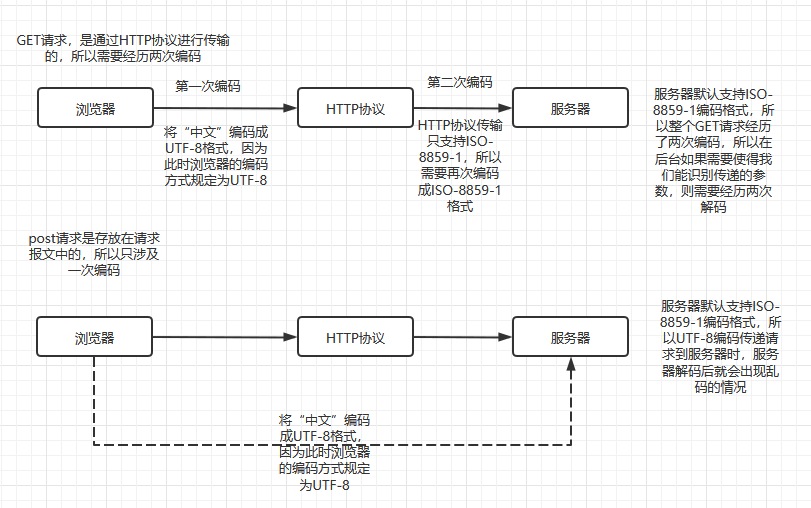 GET请求，是通过HTTP协议进行传输
的，所以需要经历两次编码
第一次编码
第二次编码
浏览器
HTTP协议
服务器
将“中文”编码成
UTF-8格式，因为
此时浏览器的编码
方式规定为UTF-8
HTTP协议传输
只支持ISO-
8859-1，所以
需要再次编码
成ISO-8859-1
格式
服务器默认支持ISO-
8859-1编码格式，所
以整个GET请求经历
了两次编码，所以在
后台如果需要使得我
们能识别传递的参
数，则需要经历两次
解码
post请求是存放在请求
报文中的，所以只涉及
一次编码
浏览器
HTTP协议
服务器
服务器默认支持ISO-
8859-1编码格式，所
以UTF-8编码传递请
求到服务器时，服务
器解码后就会出现乱
码的情况
将“中文”编码
成UTF-8格式，
因为此时浏览器
的编码方式规定
为UTF-8